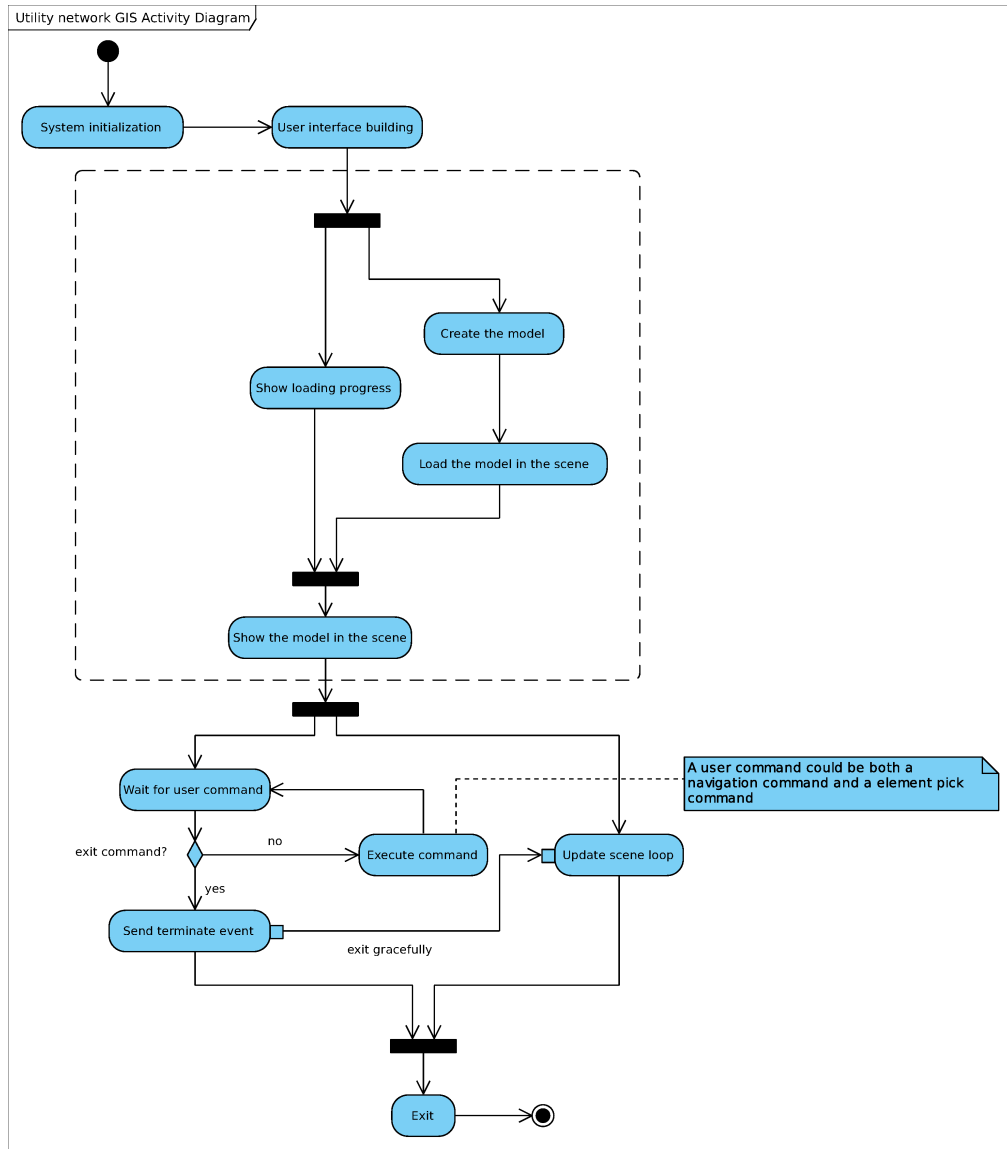 Utility network GIS Activity Diagram
System initialization
User interface building
Create the model
Show loading progress
Load the model in the scene
Show the model in the scene
A user command could be both a
navigation command and a element pick
command
Wait for user command
no
exit command?
Execute command
Update scene loop
yes
Send terminate event
exit gracefully
Exit